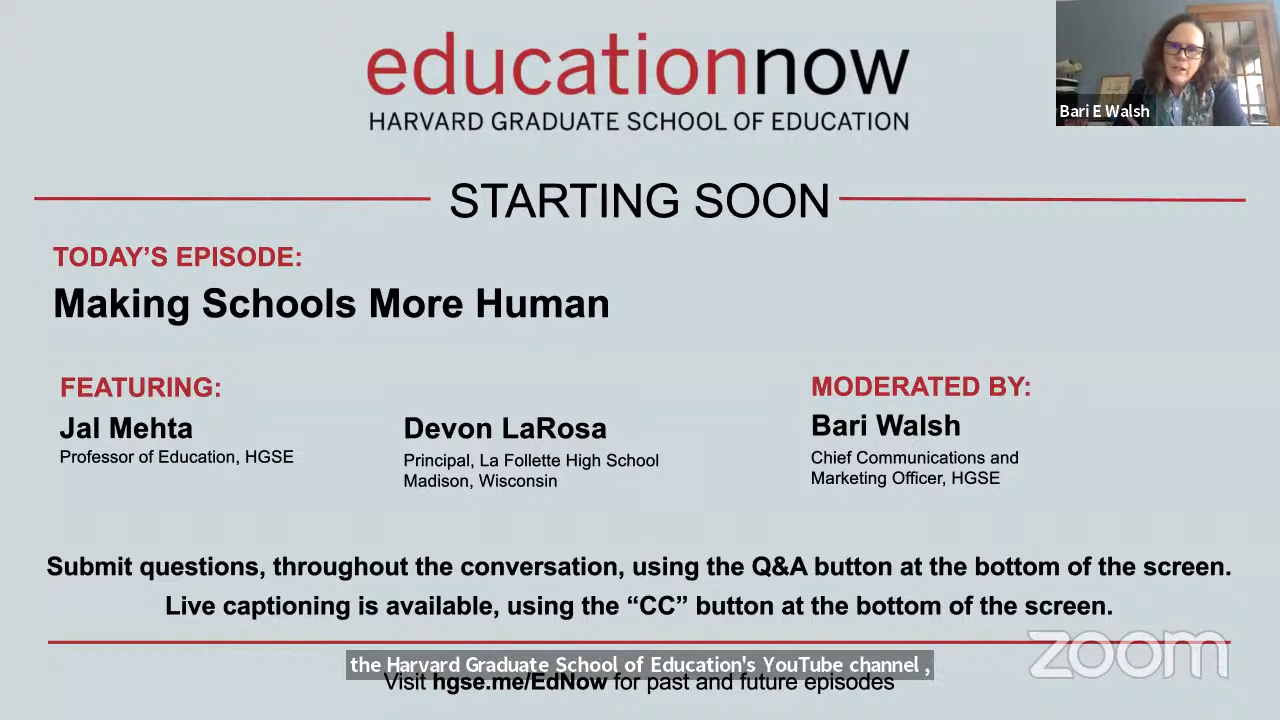 educationnow
HARVARD GRADUATE SCHOOL OF EDUCATION
Bari E Walsh
STARTING SOON
TODAY'S EPISODE:
Making Schools More Human
FEATURING:
Jal Mehta
Professor of Education, HGSE
Devon LaRosa
Principal, La Follette High School
Madison, Wisconsin
MODERATED BY:
Bari Walsh
Chief Communications and
Marketing Officer, HGSE
Submit questions, throughout the conversation, using the Q&A button at the bottom of the screen.
Live captioning is available, using the “CC” button at the bottom of the screen.
zoom
the Harvard Graduate School of Education's YouTube channel ,
Visit hgse.me/EdNow for past and future episodes